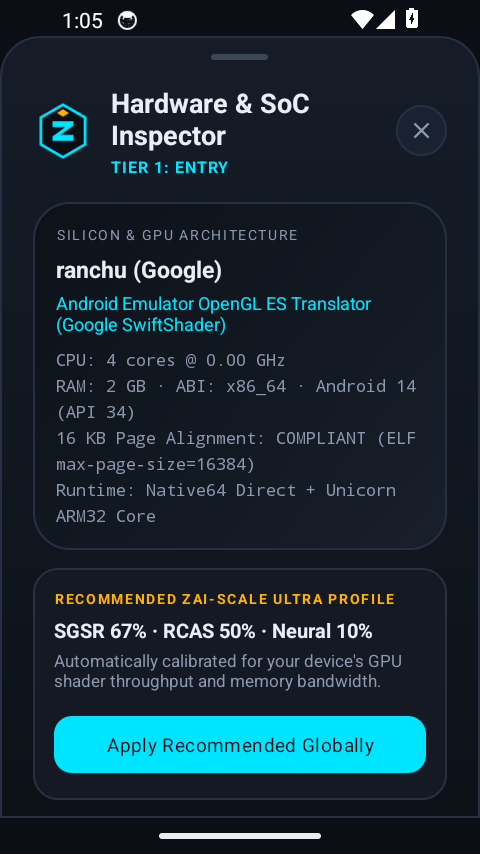 1:05
Hardware & SoC
Inspector
TIER 1: ENTRY
SILICON & GPU ARCHITECTURE
ranchu (Google)
Android Emulator OpenGL ES Translator
(Google SwiftShader)
CPU: 4 cores @ 0.00 GHz
RAM: 2 GB · ABI: x86_64 · Android 14
(API 34)
16 KB Page Alignment: COMPLIANT (ELF
max-page-size=16384)
Runtime: Native64 Direct + Unicorn
ARM32 Core
RECOMMENDED ZAI-SCALE ULTRA PROFILE
SGSR 67% · RCAS 50% · Neural 10%
Automatically calibrated for your device's GPU
shader throughput and memory bandwidth.
Apply Recommended Globally